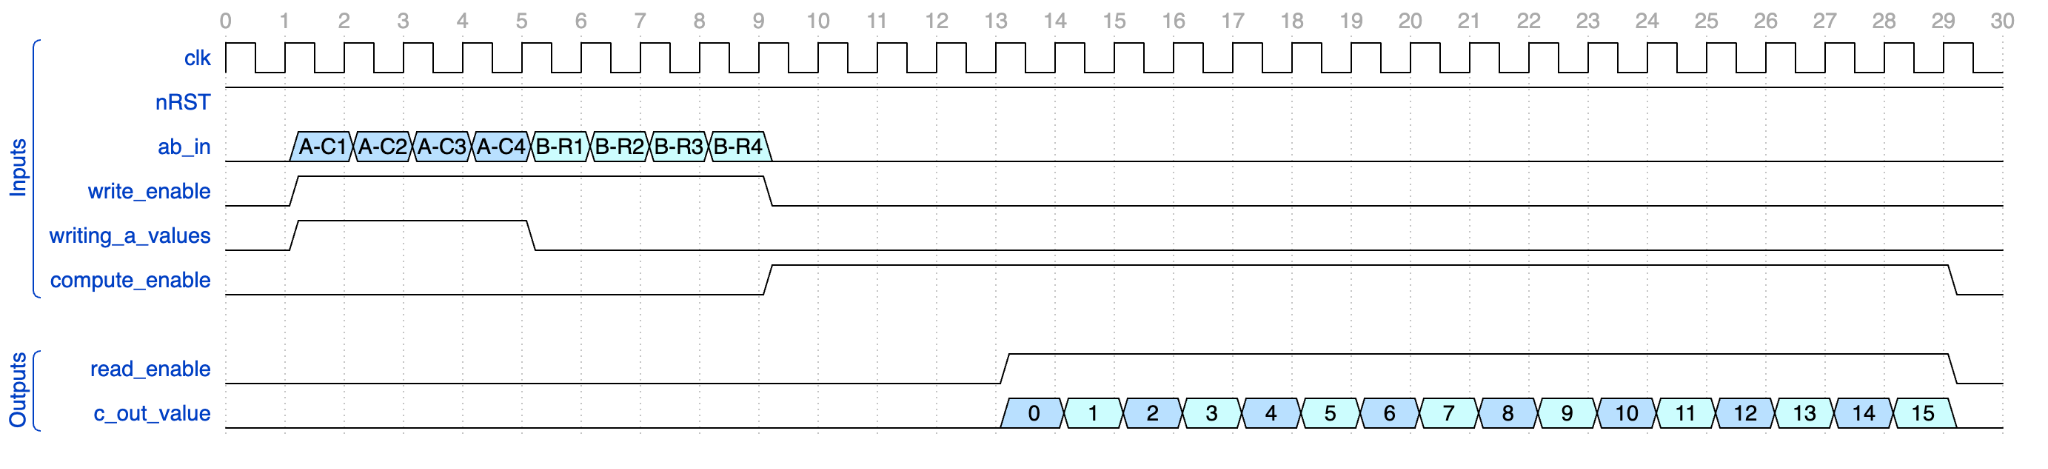 0 1 2 3 4 5 6 7 8 9 10 11 12 13 14 15 16 17 18 19 20 21 22 23 24 25 26 27 28 29 30
Inputs
clk
nRST
ab_in A-C1 A-C2 A-C3 A-C4 B-R1 B-R2 B-R3 B-R4
write_enable
writing_a_values
compute_enable
Outputs
read_enable
c_out_value 0 1 2 3 4 5 6 7 8 9 10 11 12 13 14 15